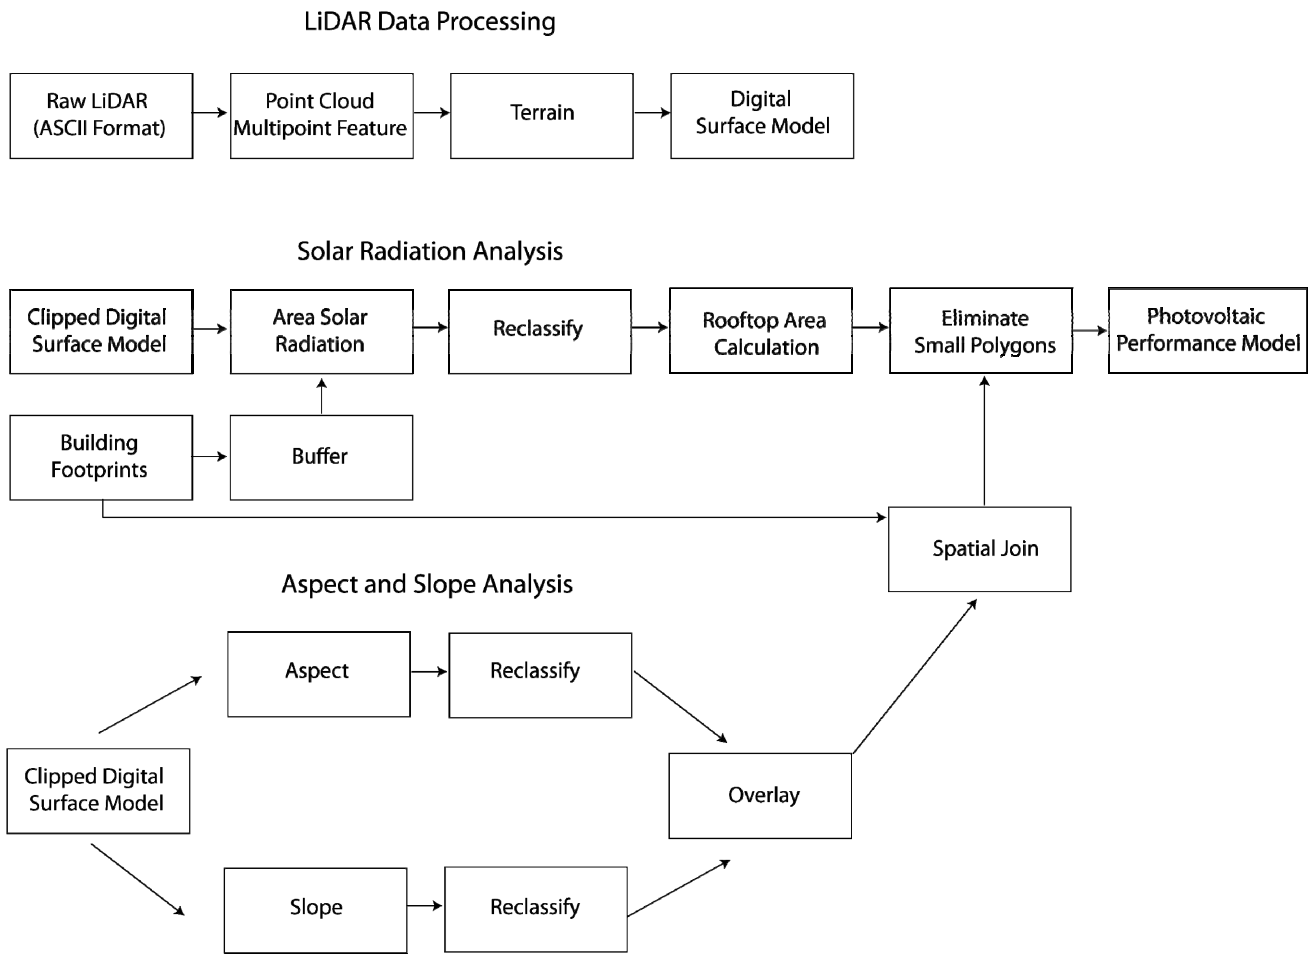 LiDAR Data Processing
Raw LiDAR
(ASCII Format)
Point Cloud
Multipoint Feature
Terrain
Digital
Surface Model
Solar Radiation Analysis
Clipped Digital
Surface Model
Area Solar
Radiation
Reclassify
Rooftop Area
Calculation
Eliminate
Small Polygons
Photovoltaic
Performance Model
Building
Footprints
Buffer
Spatial Join
Aspect and Slope Analysis
Aspect
Reclassify
Clipped Digital
Surface Model
Overlay
Slope
Reclassify